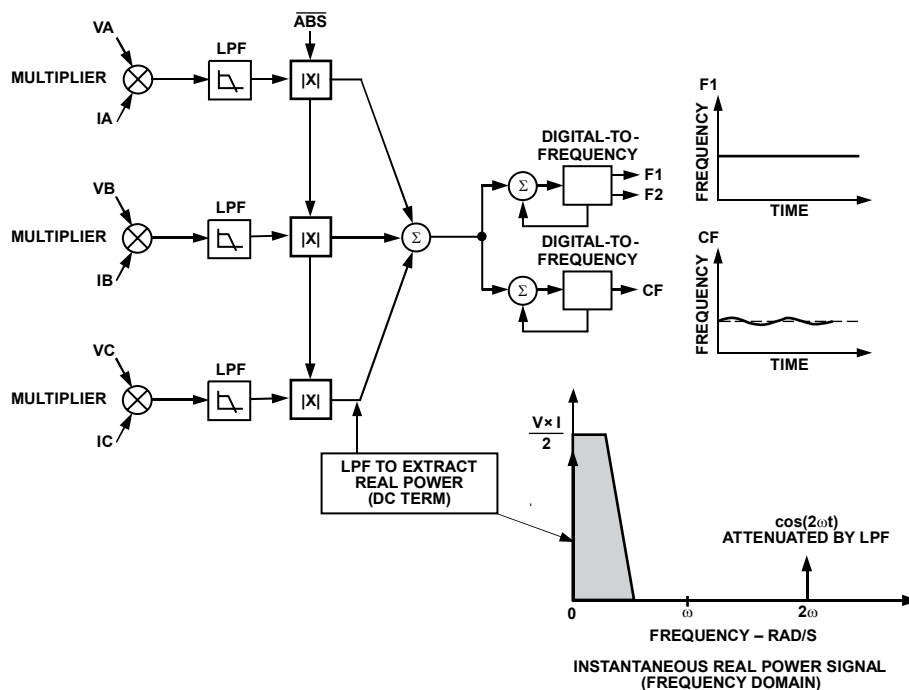 VA
LPF
ABS
MULTIPLIER
|X|
IA
VB
LPF
MULTIPLIER
|X|
IB
VC
LPF
MULTIPLIER
|X|
IC
Σ
DIGITAL-TO-
FREQUENCY
Σ
F1
F2
DIGITAL-TO-
FREQUENCY
Σ
CF
F1
FREQUENCY
TIME
CF
FREQUENCY
TIME
LPF TO EXTRACT
REAL POWER
(DC TERM)
V × I
2
cos(2ωt)
ATTENUATED BY LPF
0
ω
2ω
FREQUENCY – RAD/S
INSTANTANEOUS REAL POWER SIGNAL
(FREQUENCY DOMAIN)